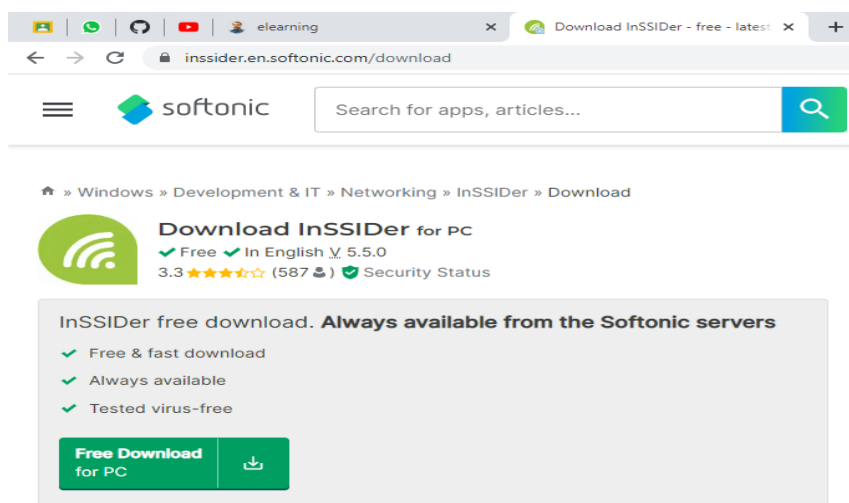 elearning
Download InSSIDer - free - latest
inssider.en.softonic.com/download
softonic
Search for apps, articles...
» Windows » Development & IT » Networking » InSSIDer » Download
Download InSSIDer for PC
Free In English V 5.5.0
3.3 (587 ) Security Status
InSSIDer free download. Always available from the Softonic servers
Free & fast download
Always available
Tested virus-free
Free Download
for PC